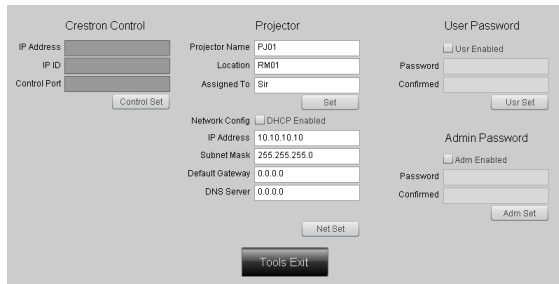 Crestron Control
IP Address
IP ID
Control Port
Control Set
Projector
Projector Name PJ01
Location RM01
Assigned To Sir
Set
Network Config DHCP Enabled
IP Address 10.10.10.10
Subnet Mask 255.255.255.0
Default Gateway 0.0.0.0
DNS Server 0.0.0.0
Net Set
User Password
Usr Enabled
Password
Confirmed
Usr Set
Admin Password
Adm Enabled
Password
Confirmed
Adm Set
Tools Exit